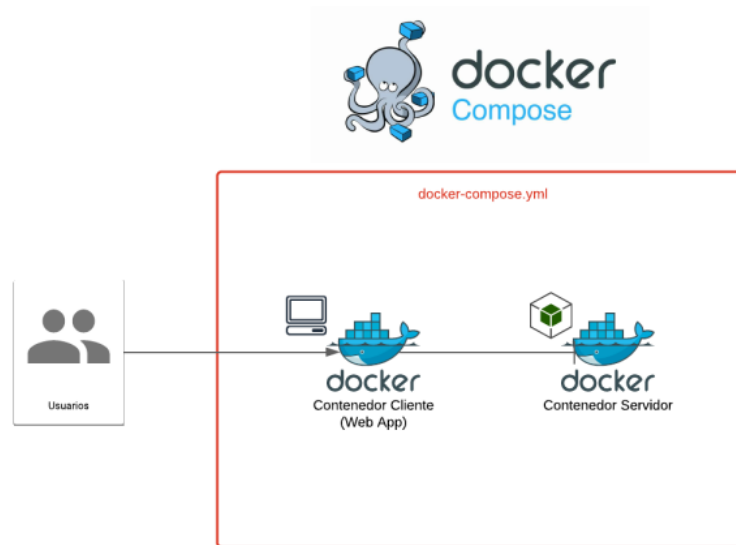 docker
Compose
docker-compose.yml
Usuarios
docker
Contenedor Cliente
(Web App)
docker
Contenedor Servidor